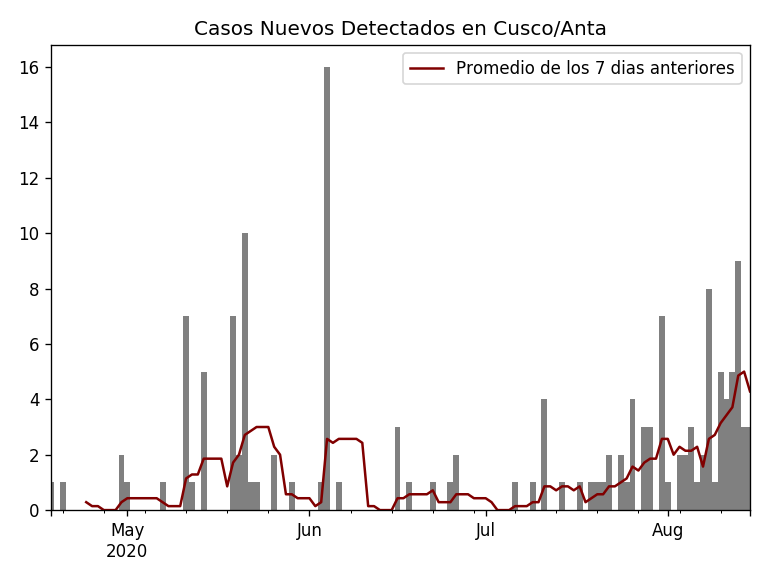 Casos Nuevos Detectados en Cusco/Anta
Promedio de los 7 dias anteriores
16
14
12
10
8
6
4
2
0
May
2020
Jun
Jul
Aug